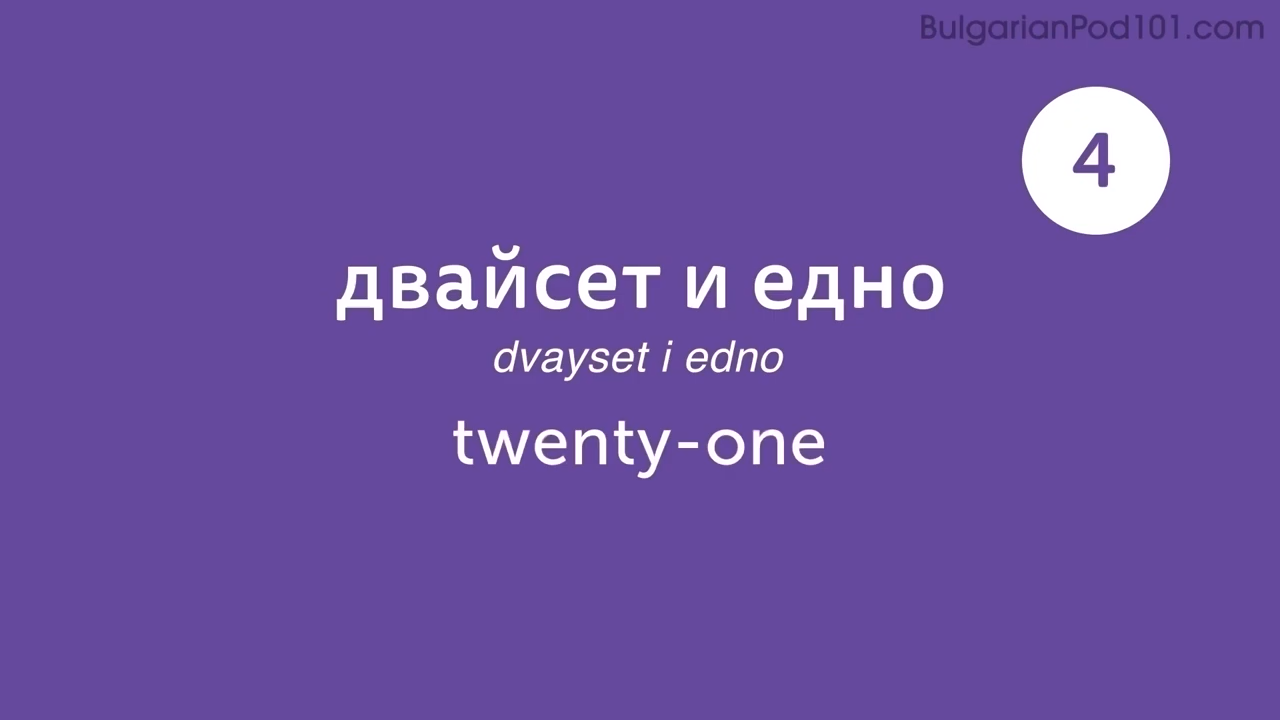 BulgarianPod101.com
4
двайсет и едно
dvayset i edno
twenty-one